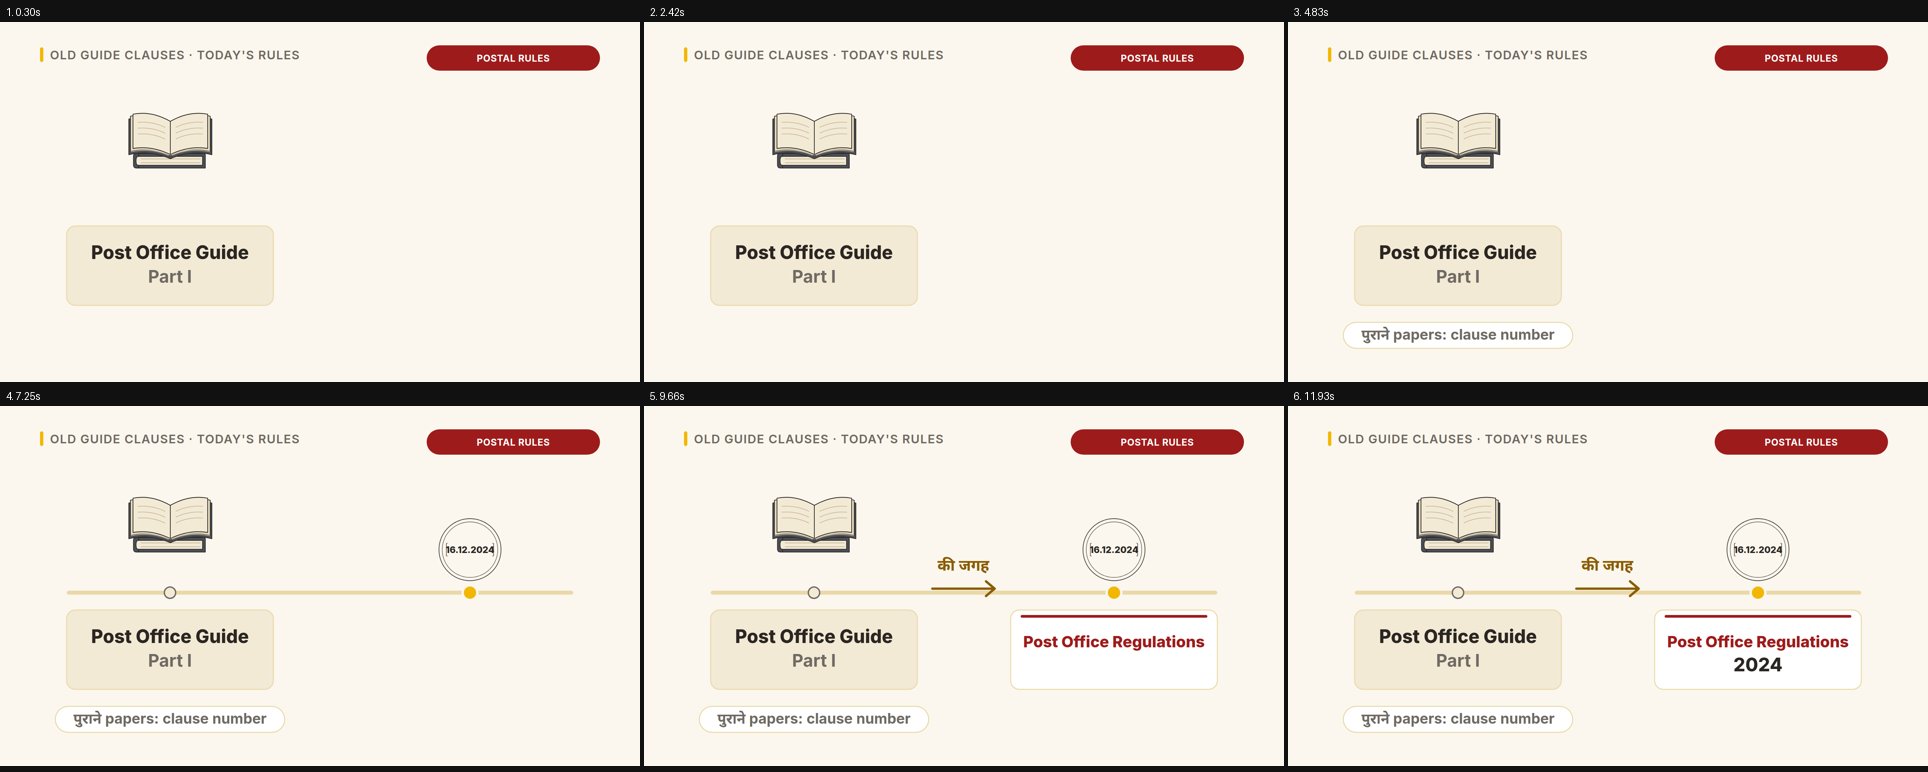 1. 0.30s
OLD GUIDE CLAUSES · TODAY'S RULES
POSTAL RULES
Post Office Guide
Part I
2. 2.42s
OLD GUIDE CLAUSES · TODAY'S RULES
POSTAL RULES
Post Office Guide
Part I
3. 4.83s
OLD GUIDE CLAUSES · TODAY'S RULES
POSTAL RULES
Post Office Guide
Part I
पुराने papers: clause number
4. 7.25s
OLD GUIDE CLAUSES · TODAY'S RULES
POSTAL RULES
16.12.2024
Post Office Guide
Part I
पुराने papers: clause number
5. 9.66s
OLD GUIDE CLAUSES · TODAY'S RULES
POSTAL RULES
16.12.2024
की जगह
Post Office Guide
Part I
Post Office Regulations
पुराने papers: clause number
6. 11.93s
OLD GUIDE CLAUSES · TODAY'S RULES
POSTAL RULES
16.12.2024
की जगह
Post Office Guide
Part I
Post Office Regulations
2024
पुराने papers: clause number